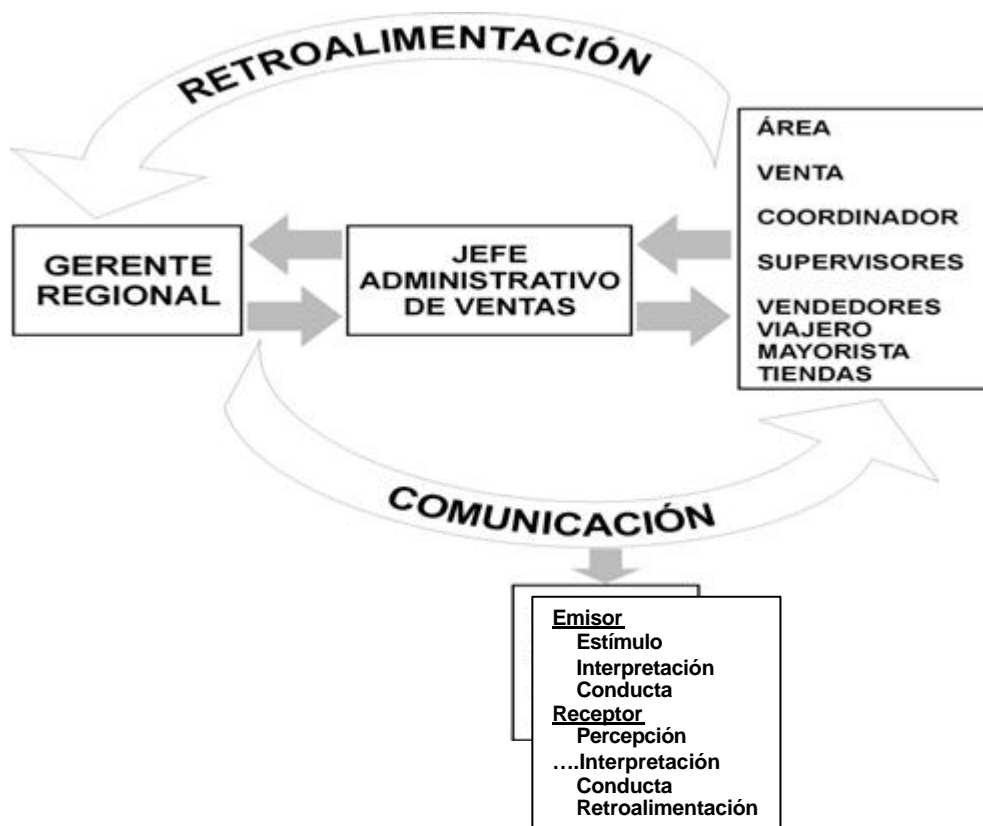 RETROALIMENTACIÓN
GERENTE
REGIONAL
JEFE
ADMINISTRATIVO
DE VENTAS
ÁREA
VENTA
COORDINADOR
SUPERVISORES
VENDEDORES
VIAJERO
MAYORISTA
TIENDAS
COMUNICACIÓN
Emisor
Estímulo
Interpretación
Conducta
Receptor
Percepción
….Interpretación
Conducta
Retroalimentación